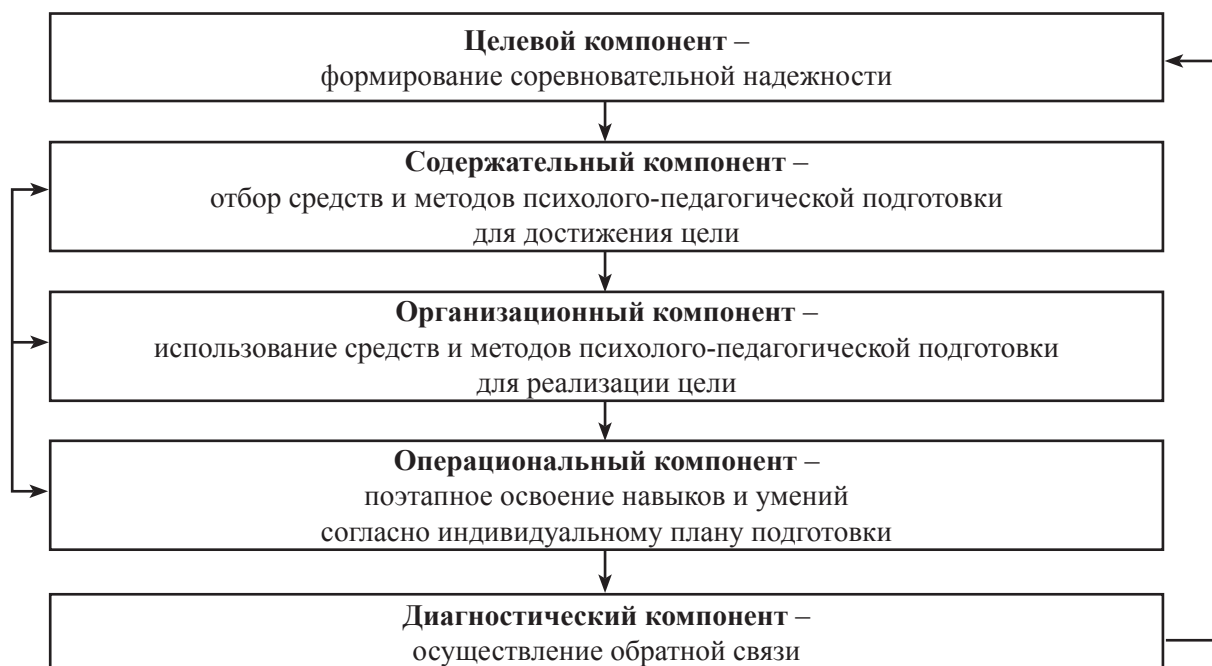 Целевой компонент –
формирование соревновательной надежности
Содержательный компонент –
отбор средств и методов психолого-педагогической подготовки
для достижения цели
Организационный компонент –
использование средств и методов психолого-педагогической подготовки
для реализации цели
Операциональный компонент –
поэтапное освоение навыков и умений
согласно индивидуальному плану подготовки
Диагностический компонент –
осуществление обратной связи